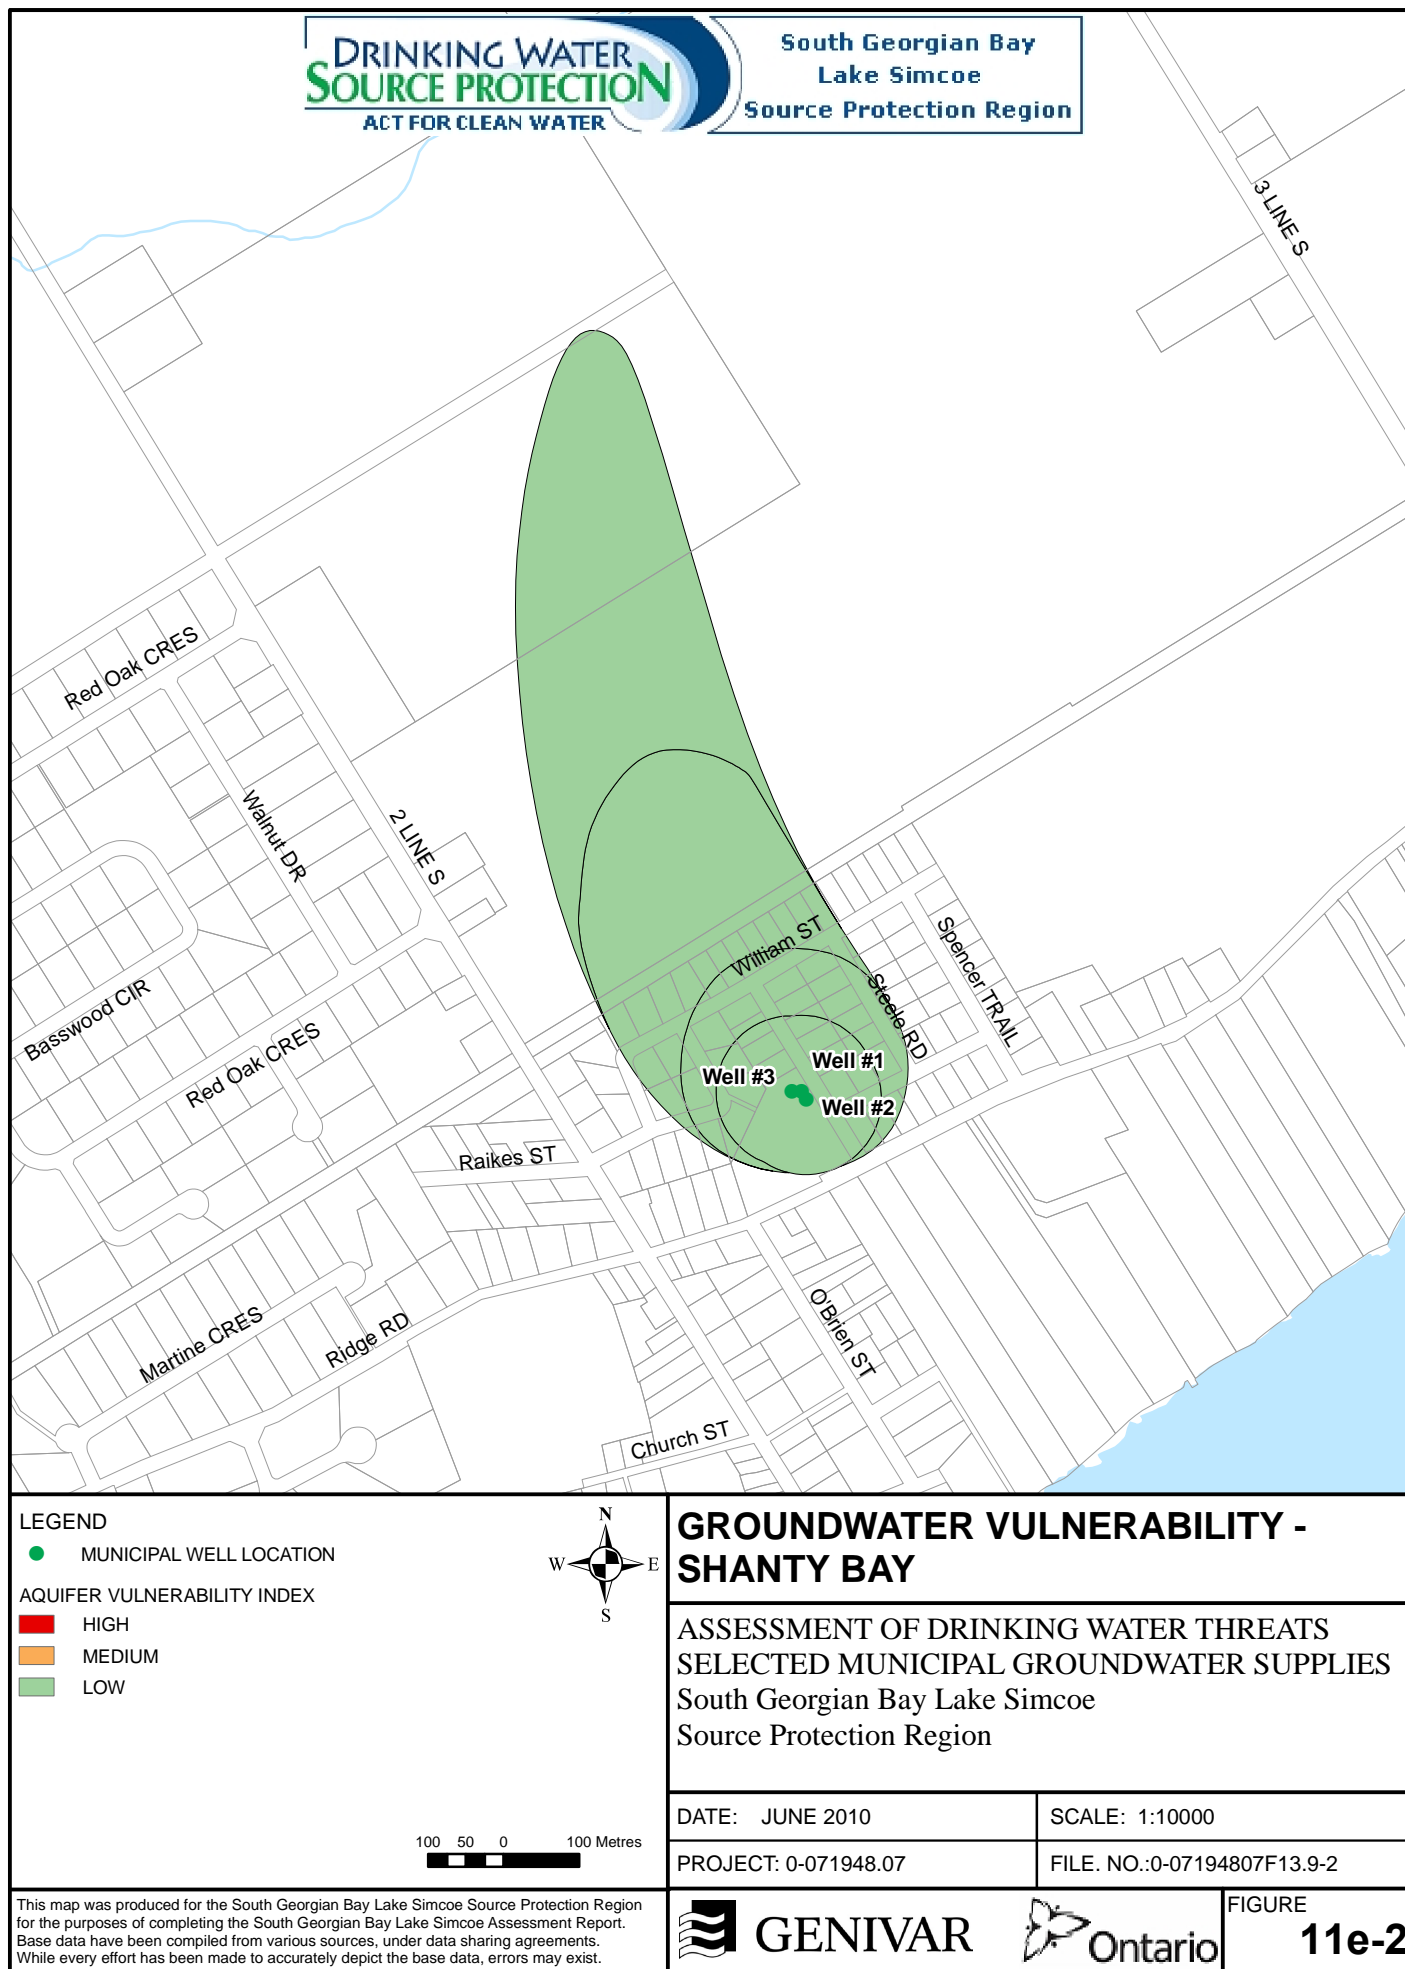 DRINKING WATER
SOURCE PROTECTION
ACT FOR CLEAN WATER
South Georgian Bay
Lake Simcoe
Source Protection Region
3 LINE S
Red Oak CRES
Walnut DR
2 LINE S
William ST
Spencer TRAIL
Steele RD
Basswood CIR
Red Oak CRES
Well #1
Well #3
Well #2
Raikes ST
O'Brien ST
Martine CRES
Ridge RD
Church ST
LEGEND
MUNICIPAL WELL LOCATION
AQUIFER VULNERABILITY INDEX
HIGH
MEDIUM
LOW
N
W E
S
100 50 0 100 Metres
This map was produced for the South Georgian Bay Lake Simcoe Source Protection Region
for the purposes of completing the South Georgian Bay Lake Simcoe Assessment Report.
Base data have been compiled from various sources, under data sharing agreements.
While every effort has been made to accurately depict the base data, errors may exist.
GROUNDWATER VULNERABILITY -
SHANTY BAY
ASSESSMENT OF DRINKING WATER THREATS
SELECTED MUNICIPAL GROUNDWATER SUPPLIES
South Georgian Bay Lake Simcoe
Source Protection Region
DATE: JUNE 2010
SCALE: 1:10000
PROJECT: 0-071948.07
FILE. NO.:0-07194807F13.9-2
GENIVAR
Ontario
FIGURE
11e-2